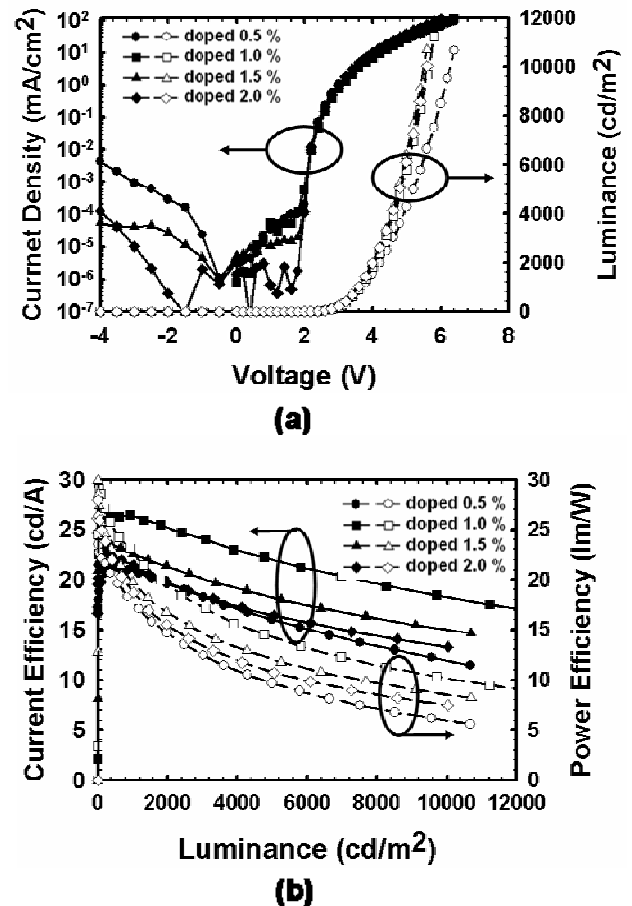 10²
10¹
10⁰
10⁻¹
10⁻²
10⁻³
10⁻⁴
10⁻⁵
10⁻⁶
10⁻⁷
Currnet Density (mA/cm²)
doped 0.5 %
doped 1.0 %
doped 1.5 %
doped 2.0 %
12000
10000
8000
6000
4000
2000
0
Luminance (cd/m²)
-4 -2 0 2 4 6 8
Voltage (V)
(a)
30
25
20
15
10
5
0
Current Efficiency (cd/A)
doped 0.5 %
doped 1.0 %
doped 1.5 %
doped 2.0 %
30
25
20
15
10
5
0
Power Efficiency (lm/W)
0 2000 4000 6000 8000 10000 12000
Luminance (cd/m²)
(b)